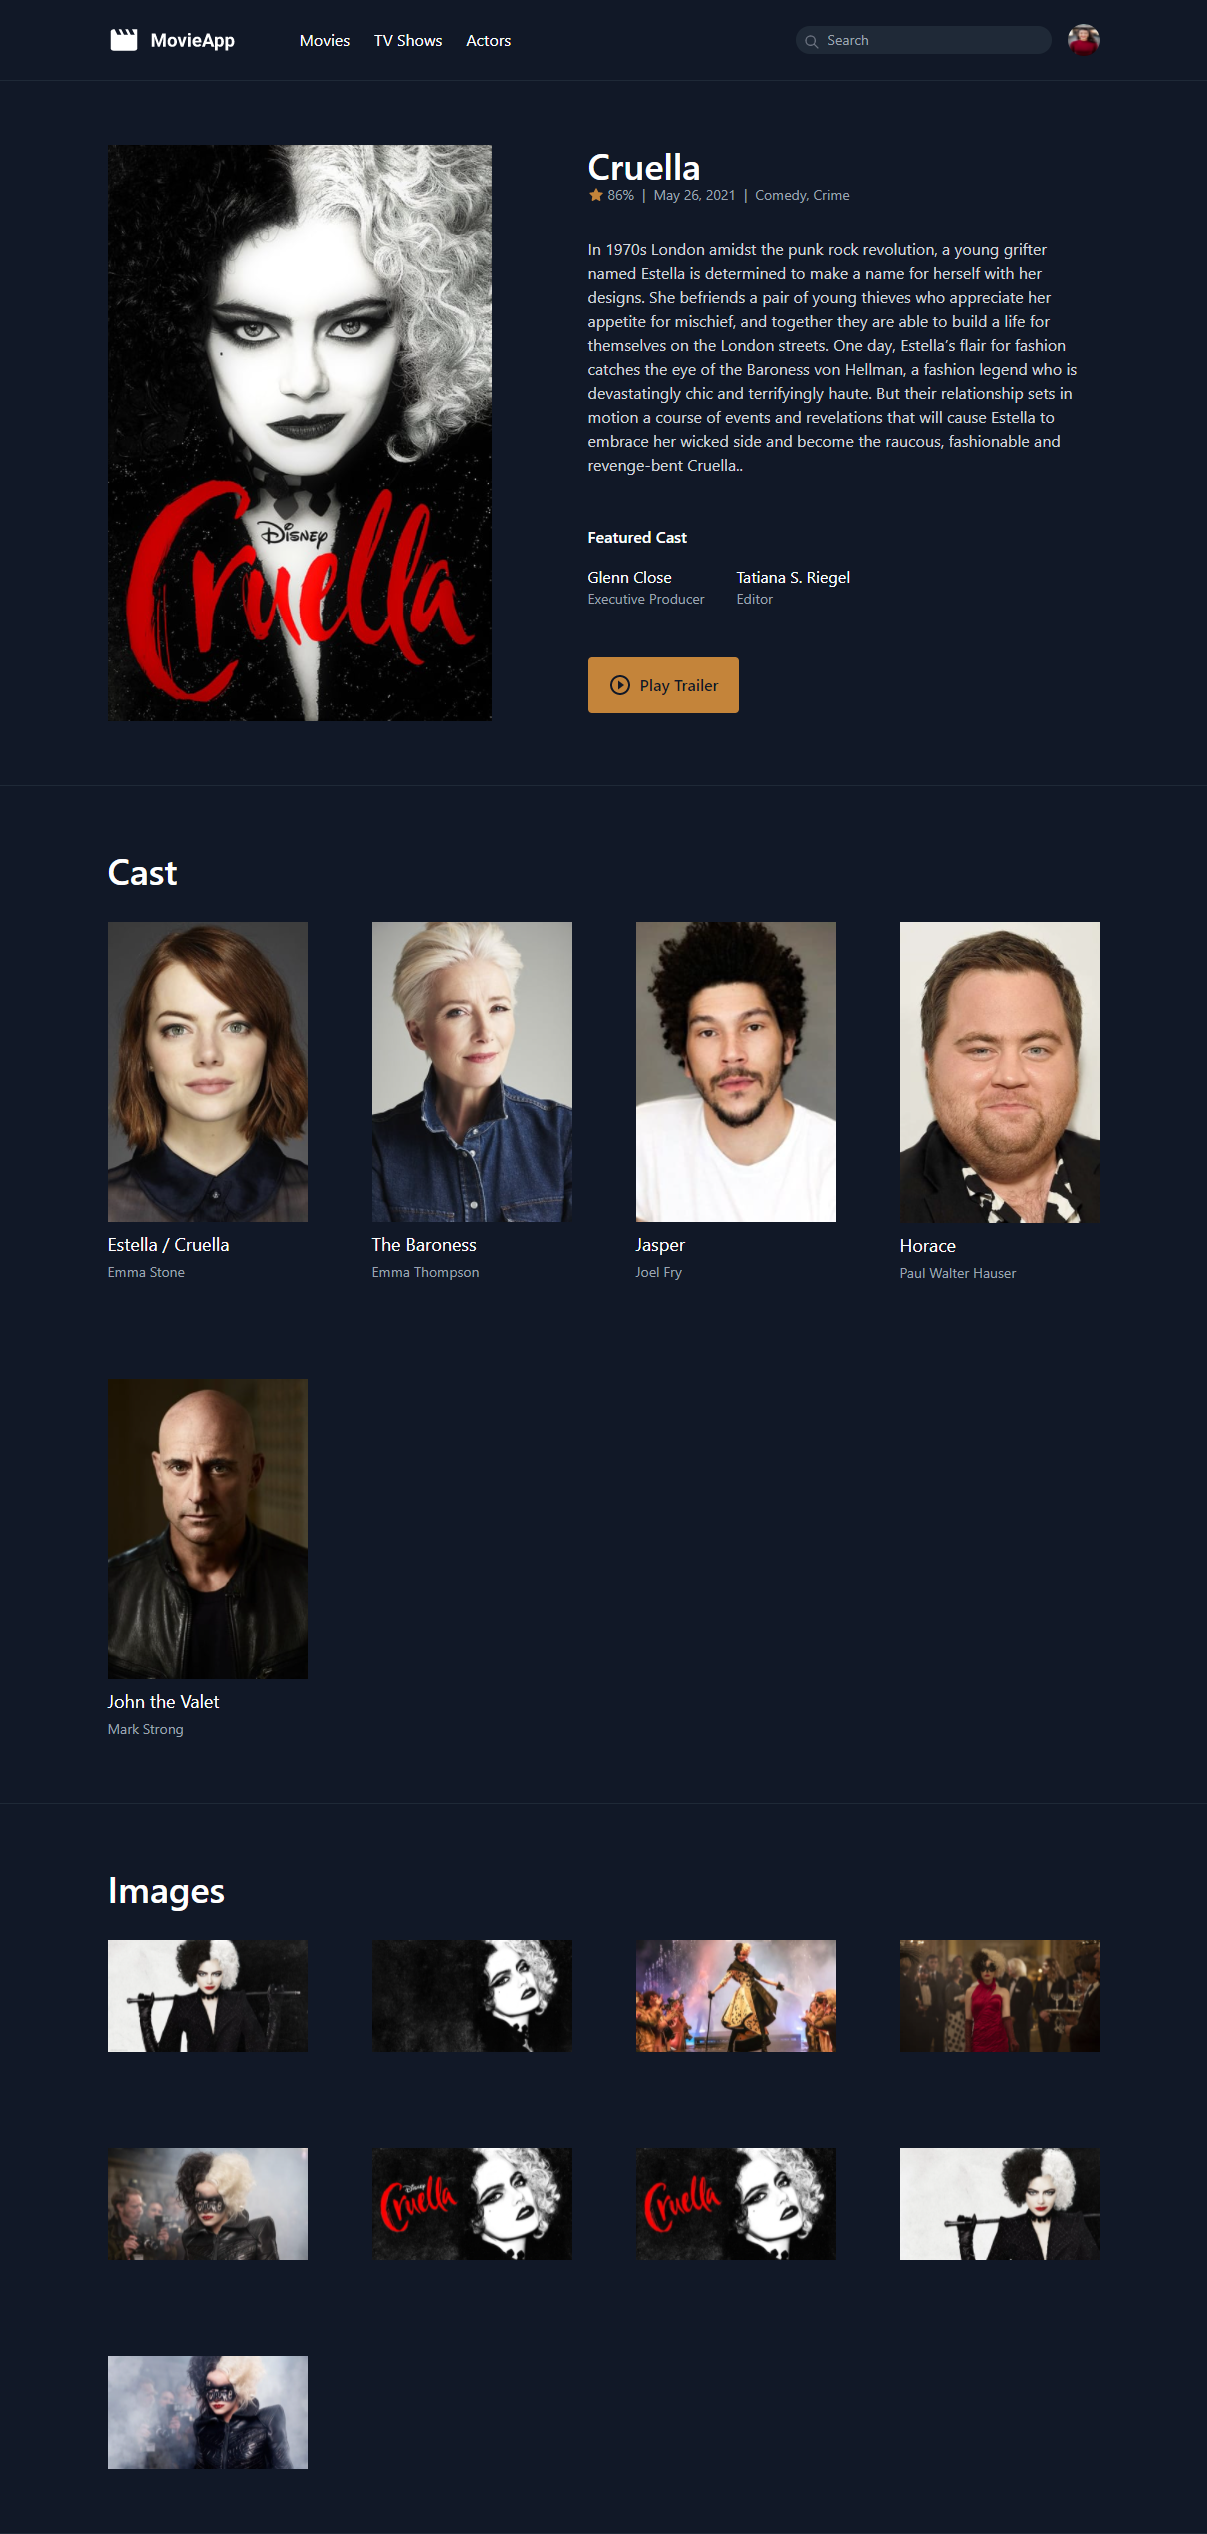 MovieApp
Movies
TV Shows
Actors
Search
Cruella
86% | May 26, 2021 | Comedy, Crime
In 1970s London amidst the punk rock revolution, a young grifter
named Estella is determined to make a name for herself with her
designs. She befriends a pair of young thieves who appreciate her
appetite for mischief, and together they are able to build a life for
themselves on the London streets. One day, Estella’s flair for fashion
catches the eye of the Baroness von Hellman, a fashion legend who is
devastatingly chic and terrifyingly haute. But their relationship sets in
motion a course of events and revelations that will cause Estella to
embrace her wicked side and become the raucous, fashionable and
revenge-bent Cruella..
Disney
Cruella
Featured Cast
Glenn Close
Executive Producer
Tatiana S. Riegel
Editor
Play Trailer
Cast
Estella / Cruella
Emma Stone
The Baroness
Emma Thompson
Jasper
Joel Fry
Horace
Paul Walter Hauser
John the Valet
Mark Strong
Images
Disney
Cruella
Cruella